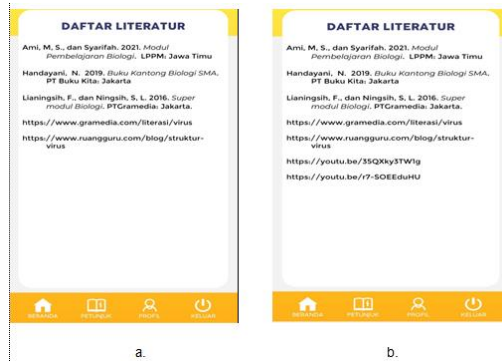 DAFTAR LITERATUR
Ami, M, S., dan Syarifah. 2021. Modul
Pembelajaran Biologi. LPPM: Jawa Timu
Handayani, N. 2019. Buku Kantong Biologi SMA.
PT Buku Kita: Jakarta
Lianingsih, F., dan Ningsih, S, L. 2016. Super
modul Biologi. PTGramedia: Jakarta.
https://www.gramedia.com/literasi/virus
https://www.ruangguru.com/blog/struktur-
virus
BERANDA PETUNJUK PROFIL KELUAR
a.
DAFTAR LITERATUR
Ami, M, S., dan Syarifah. 2021. Modul
Pembelajaran Biologi. LPPM: Jawa Timu
Handayani, N. 2019. Buku Kantong Biologi SMA.
PT Buku Kita: Jakarta
Lianingsih, F., dan Ningsih, S, L. 2016. Super
modul Biologi. PTGramedia: Jakarta.
https://www.gramedia.com/literasi/virus
https://www.ruangguru.com/blog/struktur-
virus
https://youtu.be/35QXky3TW1g
https://youtu.be/r7-SOEEduHU
BERANDA PETUNJUK PROFIL KELUAR
b.